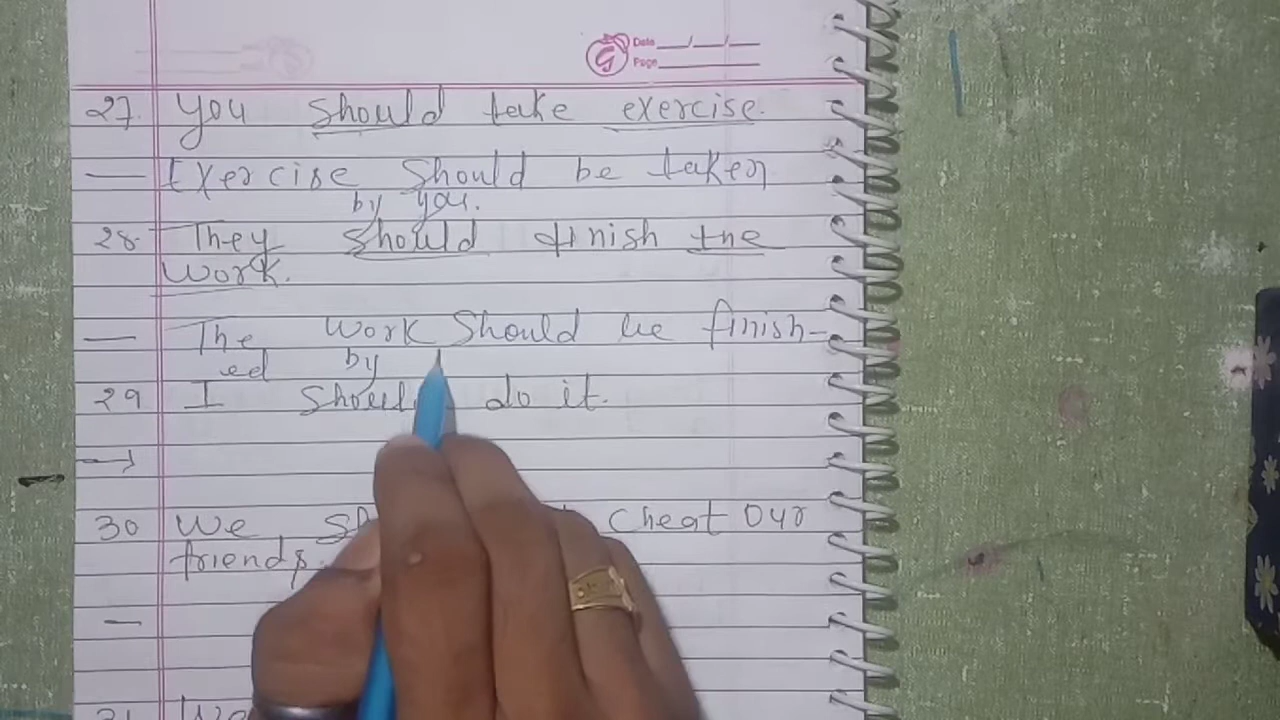 Date
Page
27. You should take exercise.
— Exercise should be taken
by you.
28. They should finish the
work.
— The work should be finish-
ed by
29 I should do it.
30 We cheat our
friends.
31